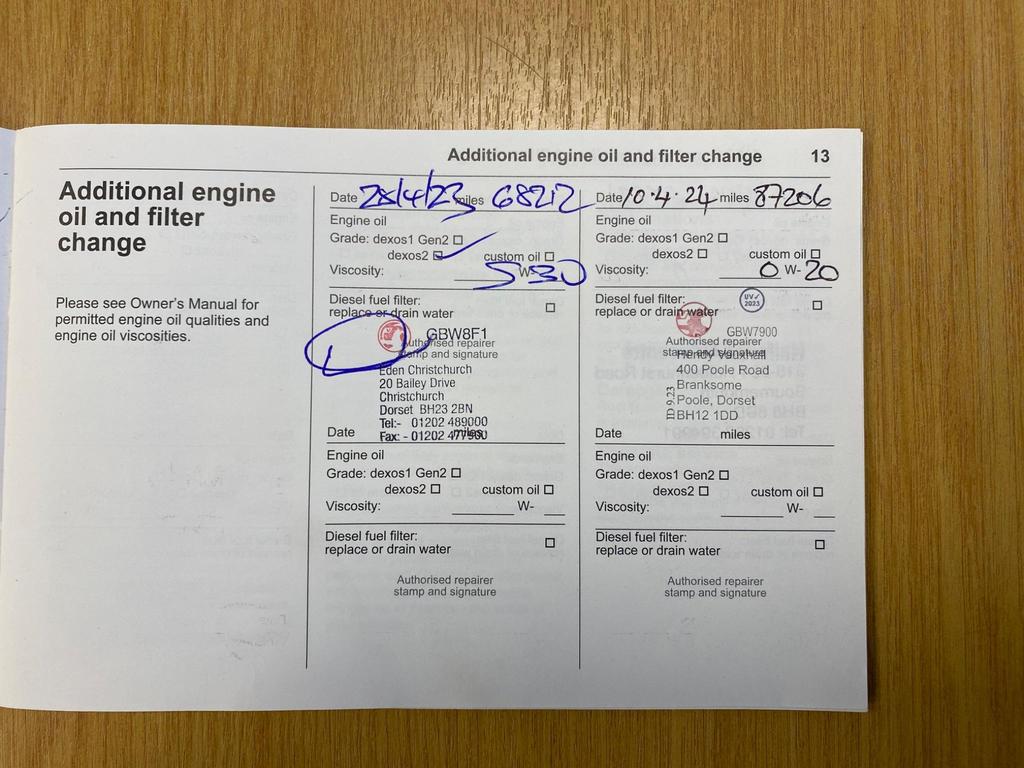 Additional engine oil and filter change 13
Additional engine
oil and filter
change
Please see Owner's Manual for
permitted engine oil qualities and
engine oil viscosities.
Date 28/4/23 miles 68212
Engine oil
Grade: dexos1 Gen2
dexos2 custom oil
Viscosity: 5 W- 30
Diesel fuel filter:
replace or drain water
GBW8F1
Authorised repairer
stamp and signature
Eden Christchurch
20 Bailey Drive
Christchurch
Dorset BH23 2BN
Tel:- 01202 489000
Fax: - 01202 477500
Date miles
Engine oil
Grade: dexos1 Gen2
dexos2 custom oil
Viscosity: W-
Diesel fuel filter:
replace or drain water
Authorised repairer
stamp and signature
Date 10.4.24 miles 87206
Engine oil
Grade: dexos1 Gen2
dexos2 custom oil
Viscosity: 0 W- 20
Diesel fuel filter:
replace or drain water
UV✓
2023
GBW7900
Authorised repairer
stamp and signature
Hendy Vauxhall
400 Poole Road
Branksome
Poole, Dorset
BH12 1DD
Date miles
Engine oil
Grade: dexos1 Gen2
dexos2 custom oil
Viscosity: W-
Diesel fuel filter:
replace or drain water
Authorised repairer
stamp and signature